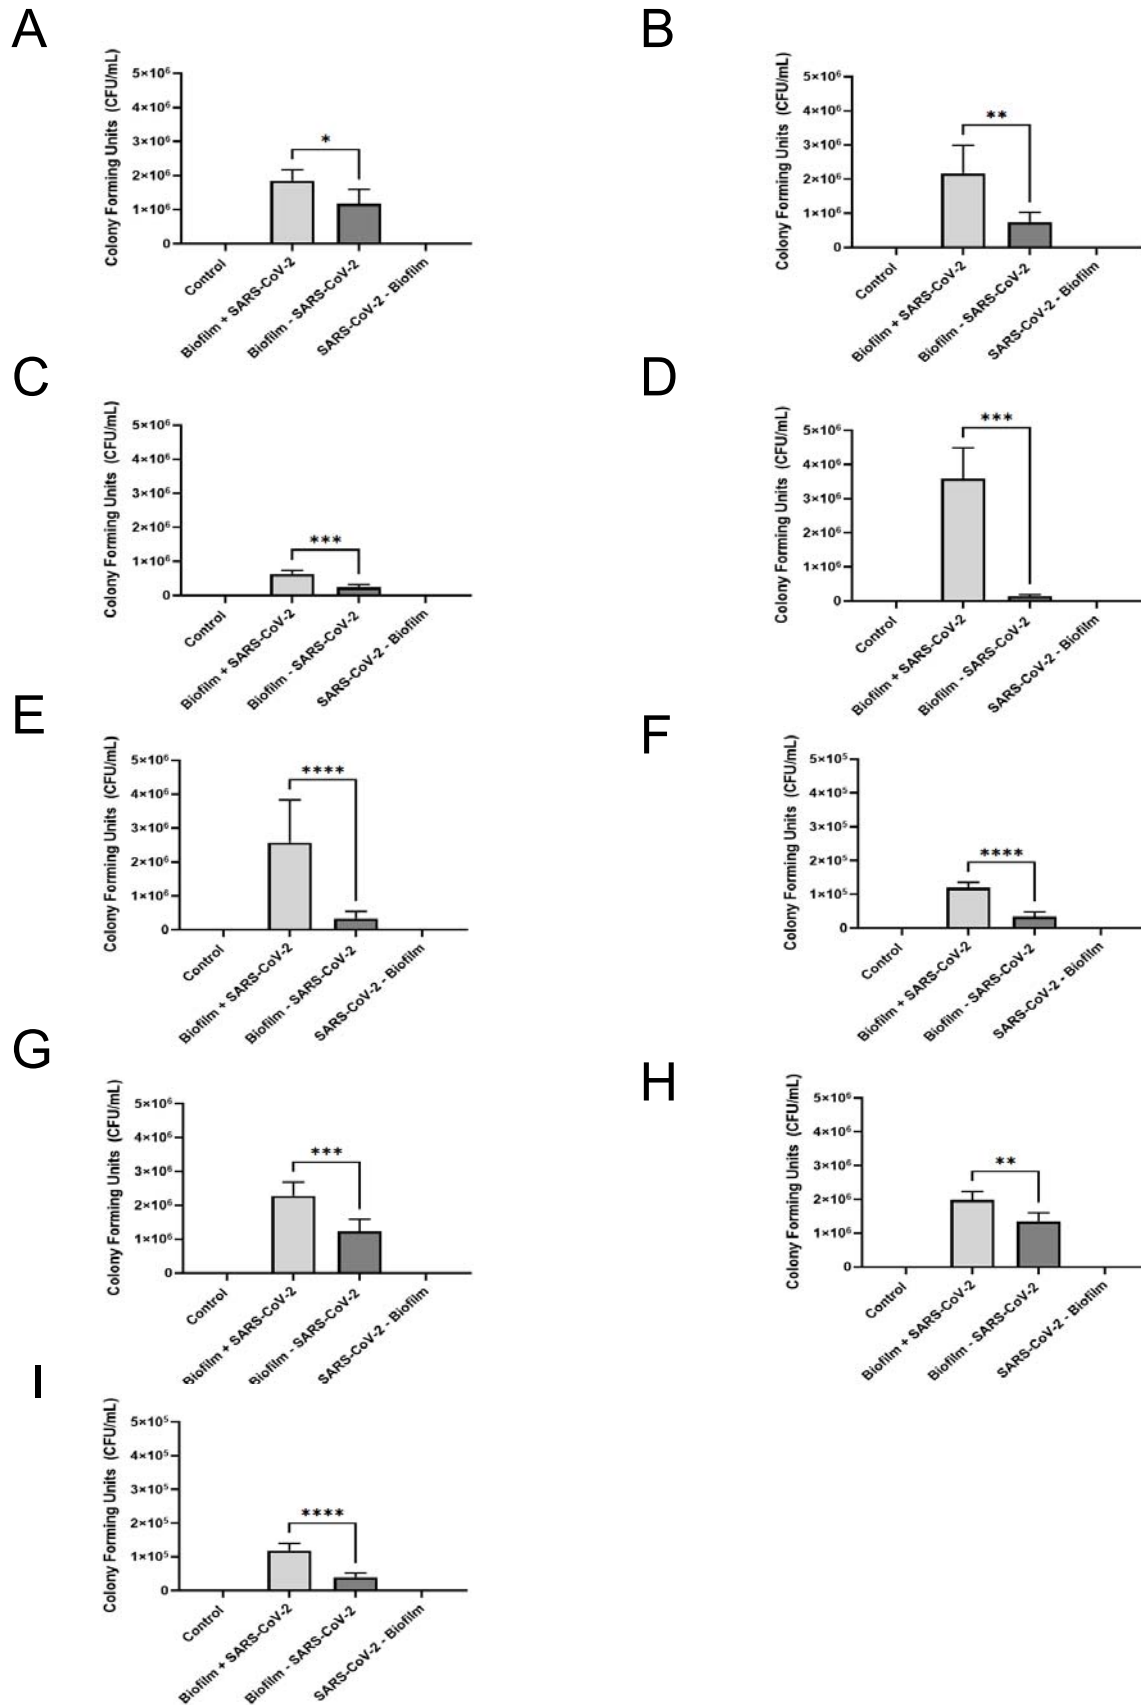 A
Colony Forming Units (CFU/mL)
5×10⁶
4×10⁶
3×10⁶
2×10⁶
1×10⁶
0
*
Control
Biofilm + SARS-CoV-2
Biofilm - SARS-CoV-2
SARS-CoV-2 - Biofilm
B
Colony Forming Units (CFU/mL)
5×10⁶
4×10⁶
3×10⁶
2×10⁶
1×10⁶
0
**
Control
Biofilm + SARS-CoV-2
Biofilm - SARS-CoV-2
SARS-CoV-2 - Biofilm
C
Colony Forming Units (CFU/mL)
5×10⁶
4×10⁶
3×10⁶
2×10⁶
1×10⁶
0
***
Control
Biofilm + SARS-CoV-2
Biofilm - SARS-CoV-2
SARS-CoV-2 - Biofilm
D
Colony Forming Units (CFU/mL)
5×10⁶
4×10⁶
3×10⁶
2×10⁶
1×10⁶
0
***
Control
Biofilm + SARS-CoV-2
Biofilm - SARS-CoV-2
SARS-CoV-2 - Biofilm
E
Colony Forming Units (CFU/mL)
5×10⁶
4×10⁶
3×10⁶
2×10⁶
1×10⁶
0
****
Control
Biofilm + SARS-CoV-2
Biofilm - SARS-CoV-2
SARS-CoV-2 - Biofilm
F
Colony Forming Units (CFU/mL)
5×10⁵
4×10⁵
3×10⁵
2×10⁵
1×10⁵
0
****
Control
Biofilm + SARS-CoV-2
Biofilm - SARS-CoV-2
SARS-CoV-2 - Biofilm
G
Colony Forming Units (CFU/mL)
5×10⁶
4×10⁶
3×10⁶
2×10⁶
1×10⁶
0
***
Control
Biofilm + SARS-CoV-2
Biofilm - SARS-CoV-2
SARS-CoV-2 - Biofilm
H
Colony Forming Units (CFU/mL)
5×10⁶
4×10⁶
3×10⁶
2×10⁶
1×10⁶
0
**
Control
Biofilm + SARS-CoV-2
Biofilm - SARS-CoV-2
SARS-CoV-2 - Biofilm
I
Colony Forming Units (CFU/mL)
5×10⁵
4×10⁵
3×10⁵
2×10⁵
1×10⁵
0
****
Control
Biofilm + SARS-CoV-2
Biofilm - SARS-CoV-2
SARS-CoV-2 - Biofilm